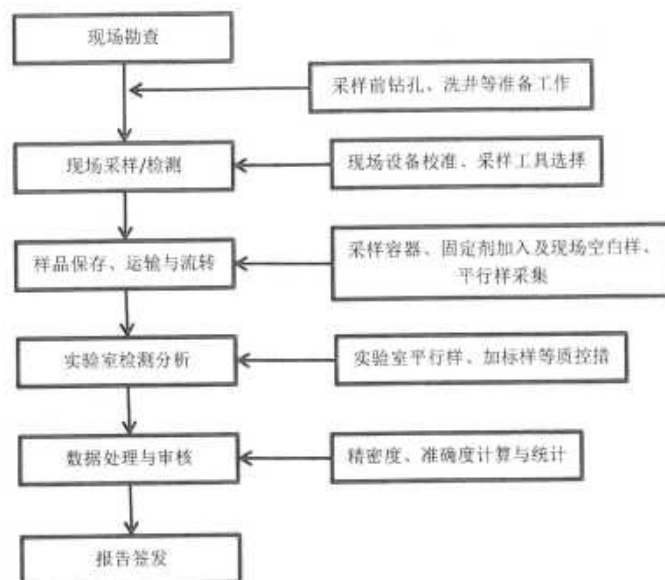 现场勘查
采样前钻孔、洗井等准备工作
现场采样/检测
现场设备校准、采样工具选择
样品保存、运输与流转
采样容器、固定剂加入及现场空白样、
平行样采集
实验室检测分析
实验室平行样、加标样等质控措
数据处理与审核
精密度、准确度计算与统计
报告签发